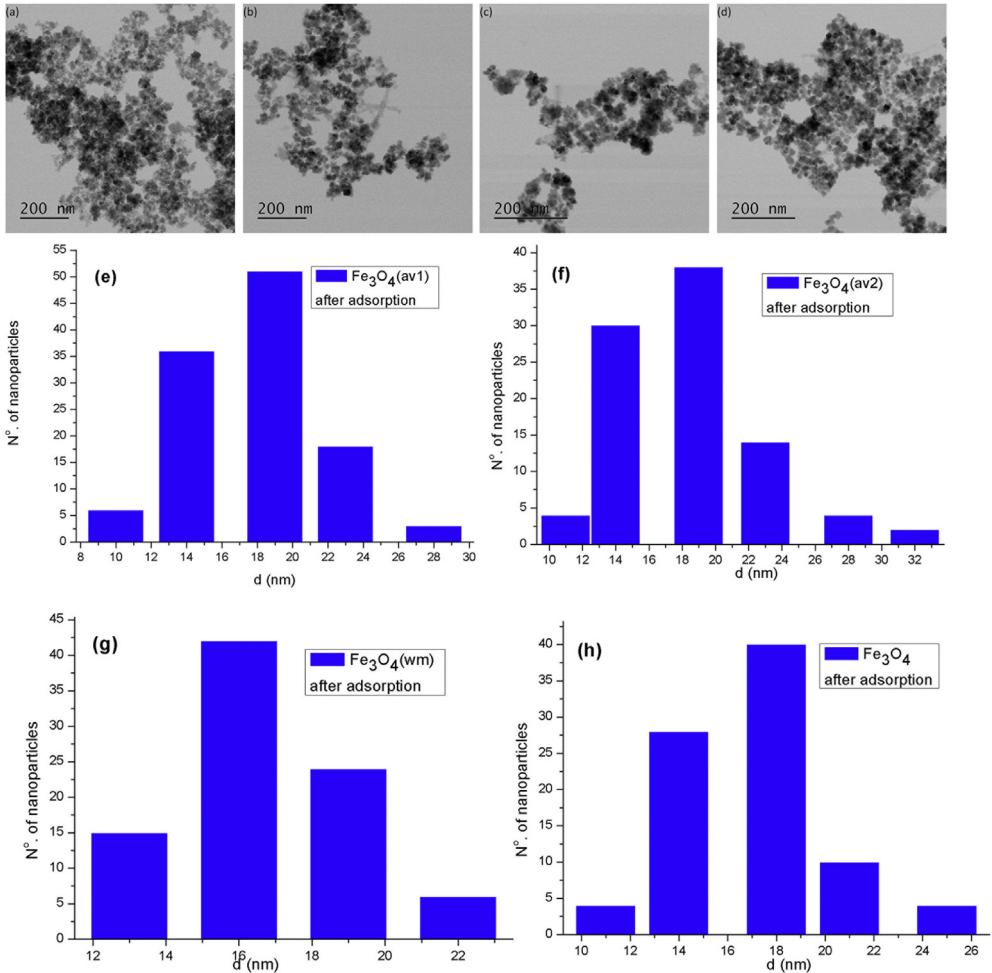 (a)
(b)
(c)
(d)
200 nm
200 nm
200 nm
200 nm
(e)
Fe3O4(av1)
after adsorption
55
50
45
40
35
30
25
20
15
10
5
0
N°. of nanoparticles
8 10 12 14 16 18 20 22 24 26 28 30
d (nm)
(f)
Fe3O4(av2)
after adsorption
40
35
30
25
20
15
10
5
0
N°. of nanoparticles
10 12 14 16 18 20 22 24 26 28 30 32
d (nm)
(g)
Fe3O4(wm)
after adsorption
45
40
35
30
25
20
15
10
5
0
N°. of nanoparticles
12 14 16 18 20 22
d (nm)
(h)
Fe3O4
after adsorption
40
35
30
25
20
15
10
5
0
N°. of nanoparticles
10 12 14 16 18 20 22 24 26
d (nm)